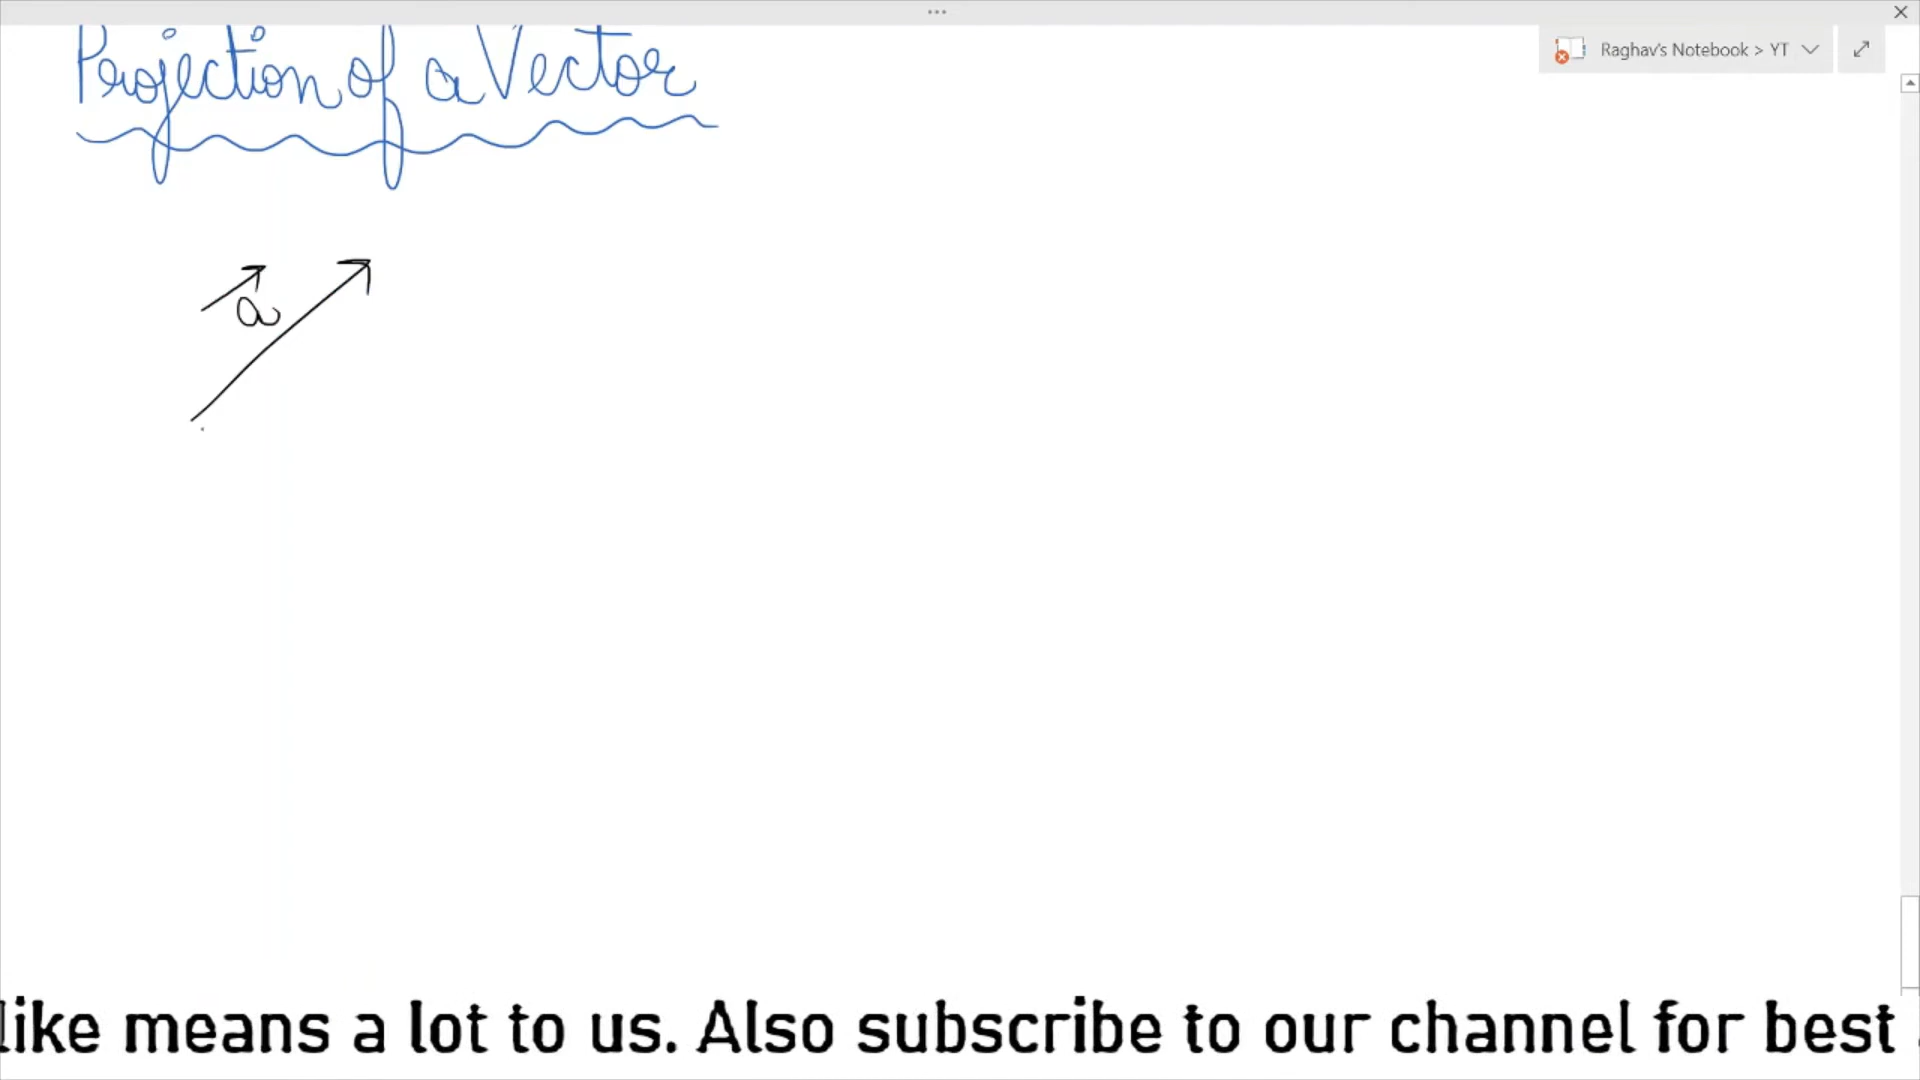 Projection of a Vector
Raghav's Notebook > YT
a
like means a lot to us. Also subscribe to our channel for best